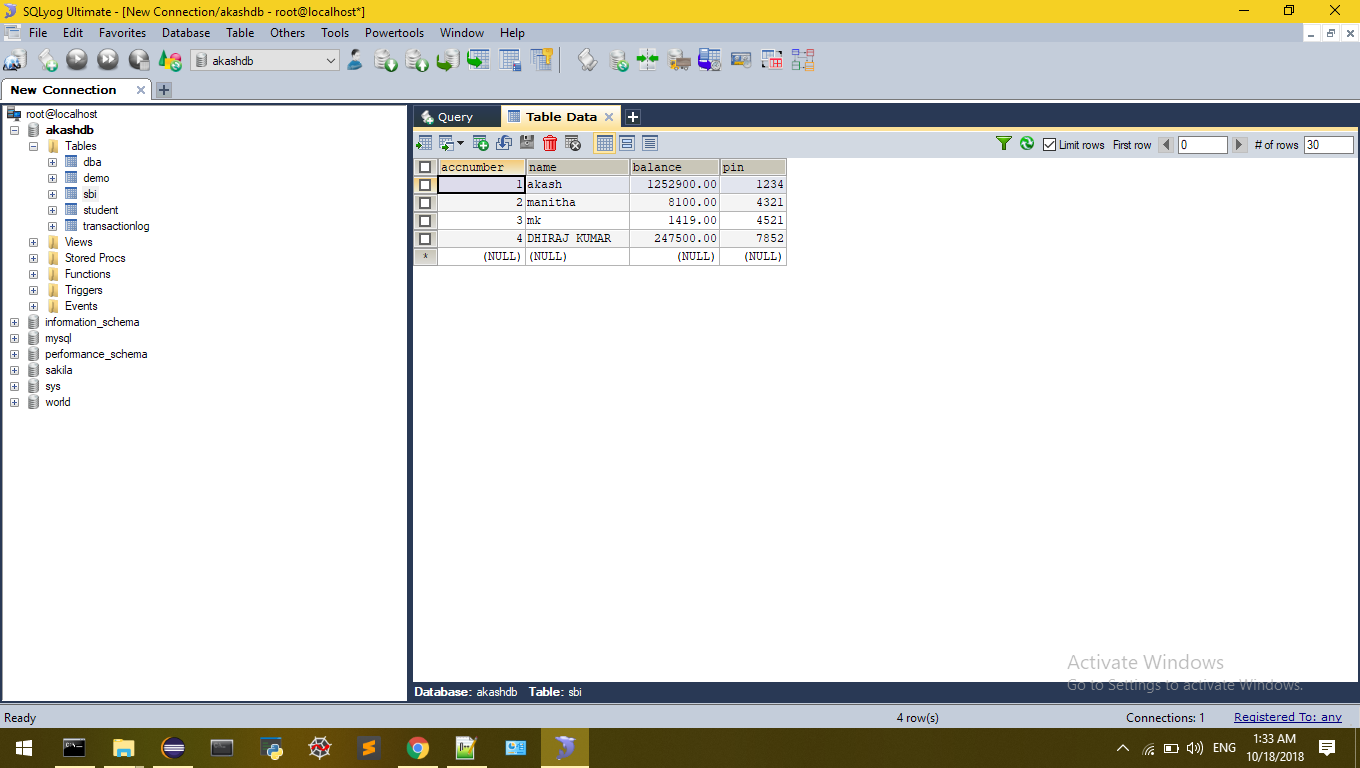 SQLyog Ultimate - [New Connection/akashdb - root@localhost*]
File Edit Favorites Database Table Others Tools Powertools Window Help
akashdb
New Connection
root@localhost
akashdb
Tables
dba
demo
sbi
student
transactionlog
Views
Stored Procs
Functions
Triggers
Events
information_schema
mysql
performance_schema
sakila
sys
world
Query Table Data
Limit rows First row 0 # of rows 30
accnumber name balance pin
1 akash 1252900.00 1234
2 manitha 8100.00 4321
3 mk 1419.00 4521
4 DHIRAJ KUMAR 247500.00 7852
* (NULL) (NULL) (NULL) (NULL)
Activate Windows
Go to Settings to activate Windows.
Database: akashdb Table: sbi
Ready 4 row(s) Connections: 1 Registered To: any
ENG 1:33 AM
10/18/2018